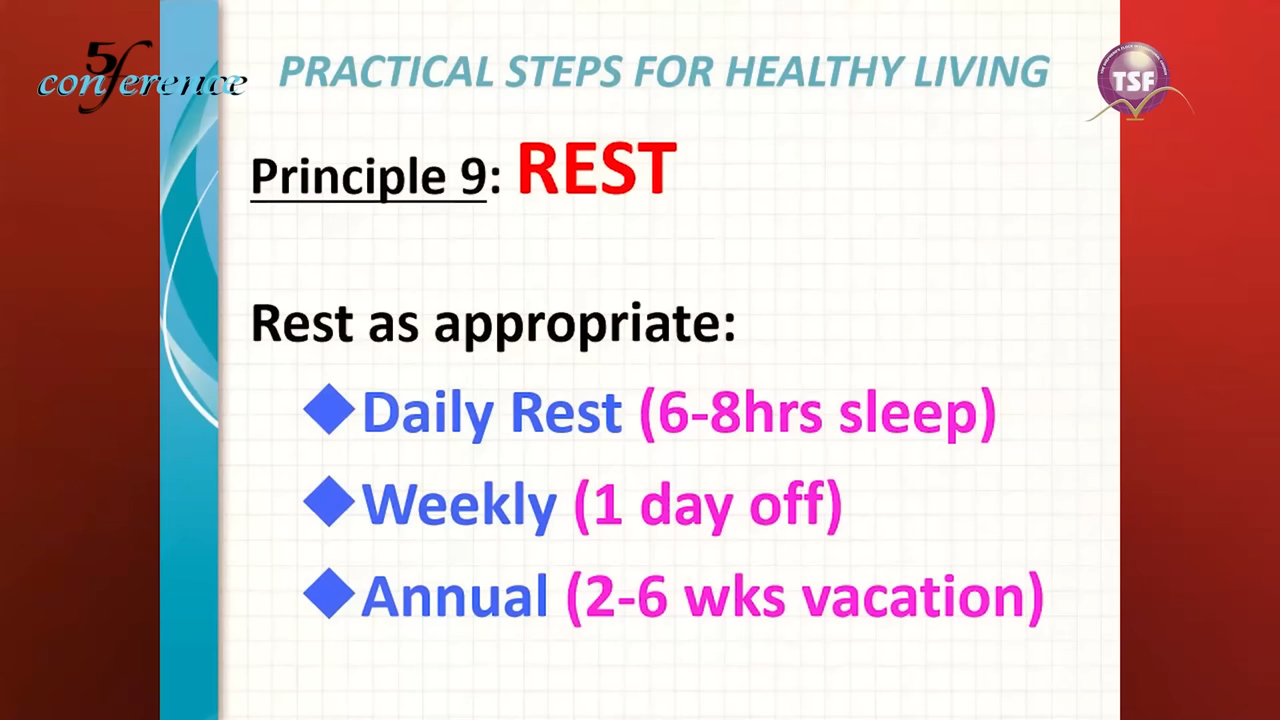 5f
conference
PRACTICAL STEPS FOR HEALTHY LIVING
TSF
Principle 9: REST
Rest as appropriate:
Daily Rest (6-8hrs sleep)
Weekly (1 day off)
Annual (2-6 wks vacation)